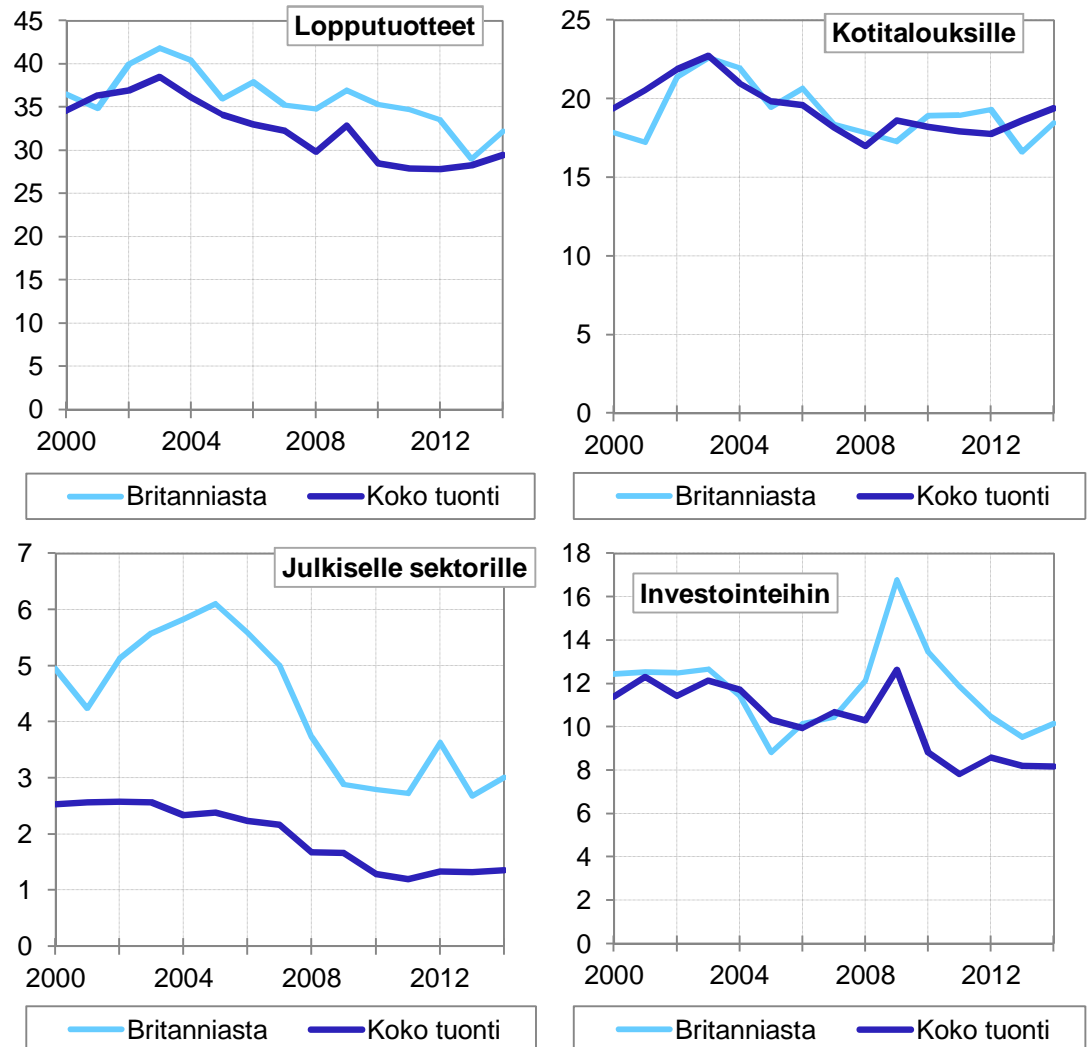 Lopputuotteet
45
40
35
30
25
20
15
10
5
0
2000 2004 2008 2012
Britanniasta Koko tuonti
Kotitalouksille
25
20
15
10
5
0
2000 2004 2008 2012
Britanniasta Koko tuonti
Julkiselle sektorille
7
6
5
4
3
2
1
0
2000 2004 2008 2012
Britanniasta Koko tuonti
Investointeihin
18
16
14
12
10
8
6
4
2
0
2000 2004 2008 2012
Britanniasta Koko tuonti